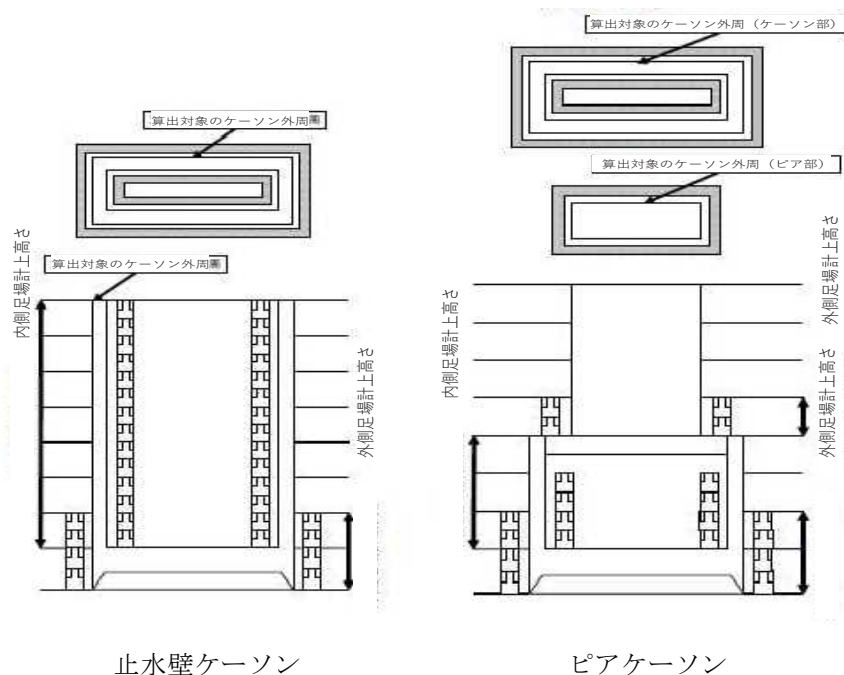 算出対象のケーソン外周（ケーソン部）
算出対象のケーソン外周
算出対象のケーソン外周（ピア部）
算出対象のケーソン外周
内側足場計上高さ
外側足場計上高さ
内側足場計上高さ
外側足場計上高さ
外側足場計上高さ
止水壁ケーソン
ピアケーソン